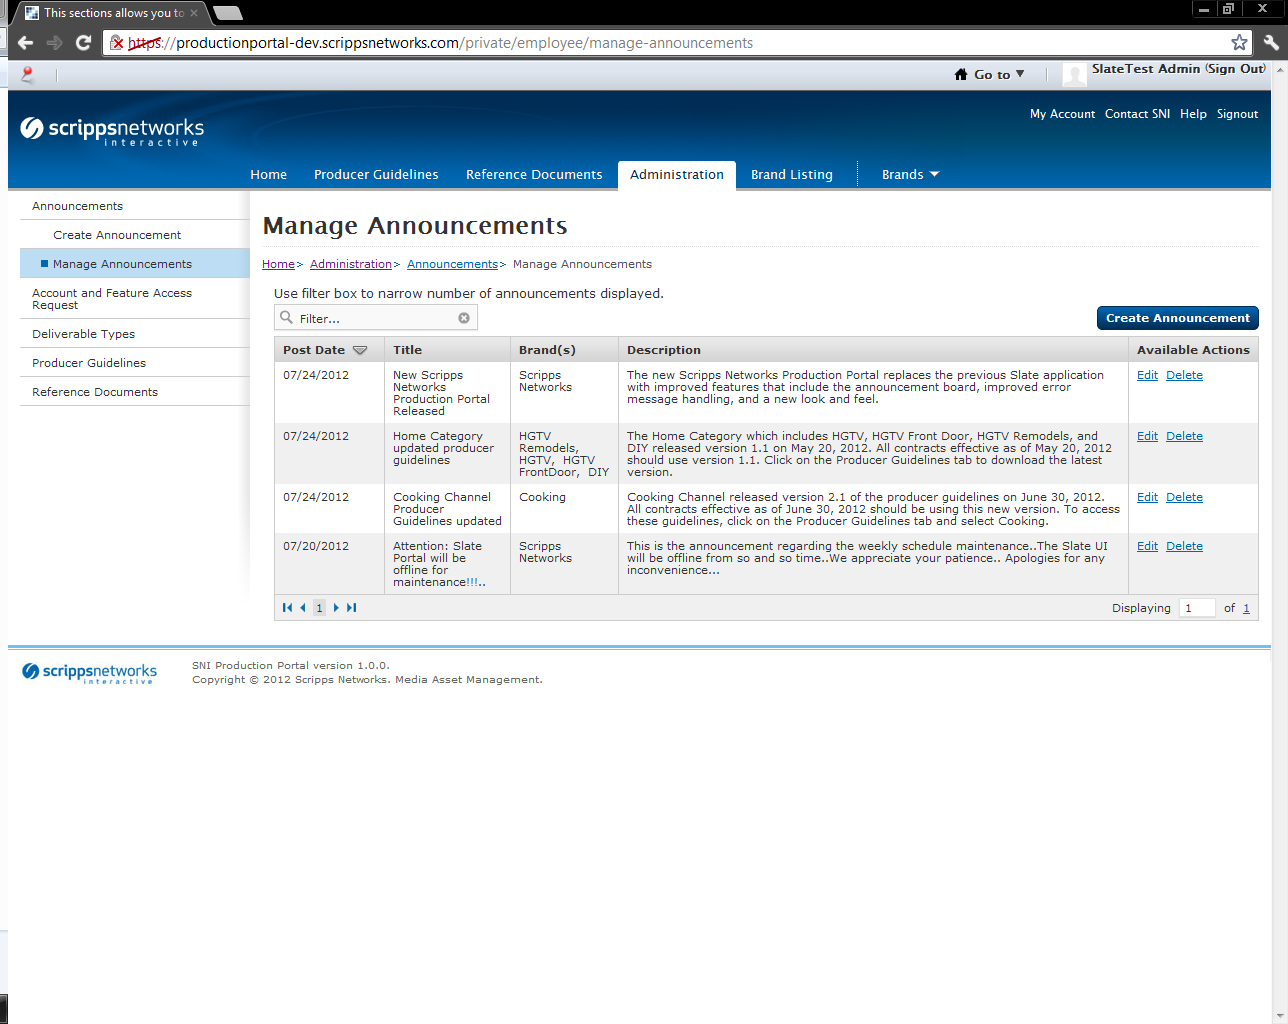 This sections allows you to
https://productionportal-dev.scrippsnetworks.com/private/employee/manage-announcements
Go to
SlateTest Admin (Sign Out)
My Account Contact SNI Help Signout
scrippsnetworks
interactive
Home Producer Guidelines Reference Documents Administration Brand Listing Brands
Announcements
Create Announcement
Manage Announcements
Account and Feature Access
Request
Deliverable Types
Producer Guidelines
Reference Documents
Manage Announcements
Home> Administration> Announcements> Manage Announcements
Use filter box to narrow number of announcements displayed.
Filter...
Create Announcement
Post Date Title Brand(s) Description Available Actions
07/24/2012
New Scripps
Networks
Production Portal
Released
Scripps
Networks
The new Scripps Networks Production Portal replaces the previous Slate application
with improved features that include the announcement board, improved error
message handling, and a new look and feel.
Edit Delete
07/24/2012
Home Category
updated producer
guidelines
HGTV
Remodels,
HGTV, HGTV
FrontDoor, DIY
The Home Category which includes HGTV, HGTV Front Door, HGTV Remodels, and
DIY released version 1.1 on May 20, 2012. All contracts effective as of May 20, 2012
should use version 1.1. Click on the Producer Guidelines tab to download the latest
version.
Edit Delete
07/24/2012
Cooking Channel
Producer
Guidelines updated
Cooking
Cooking Channel released version 2.1 of the producer guidelines on June 30, 2012.
All contracts effective as of June 30, 2012 should be using this new version. To access
these guidelines, click on the Producer Guidelines tab and select Cooking.
Edit Delete
07/20/2012
Attention: Slate
Portal will be
offline for
maintenance!!!..
Scripps
Networks
This is the announcement regarding the weekly schedule maintenance..The Slate UI
will be offline from so and so time..We appreciate your patience.. Apologies for any
inconvenience...
Edit Delete
1
Displaying 1 of 1
scrippsnetworks
interactive
SNI Production Portal version 1.0.0.
Copyright © 2012 Scripps Networks. Media Asset Management.